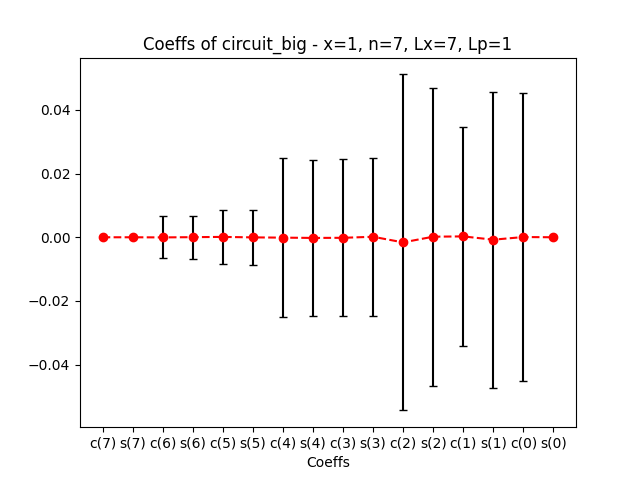 Coeffs of circuit_big - x=1, n=7, Lx=7, Lp=1
0.04
0.02
0.00
−0.02
−0.04
c(7) s(7) c(6) s(6) c(5) s(5) c(4) s(4) c(3) s(3) c(2) s(2) c(1) s(1) c(0) s(0)
Coeffs